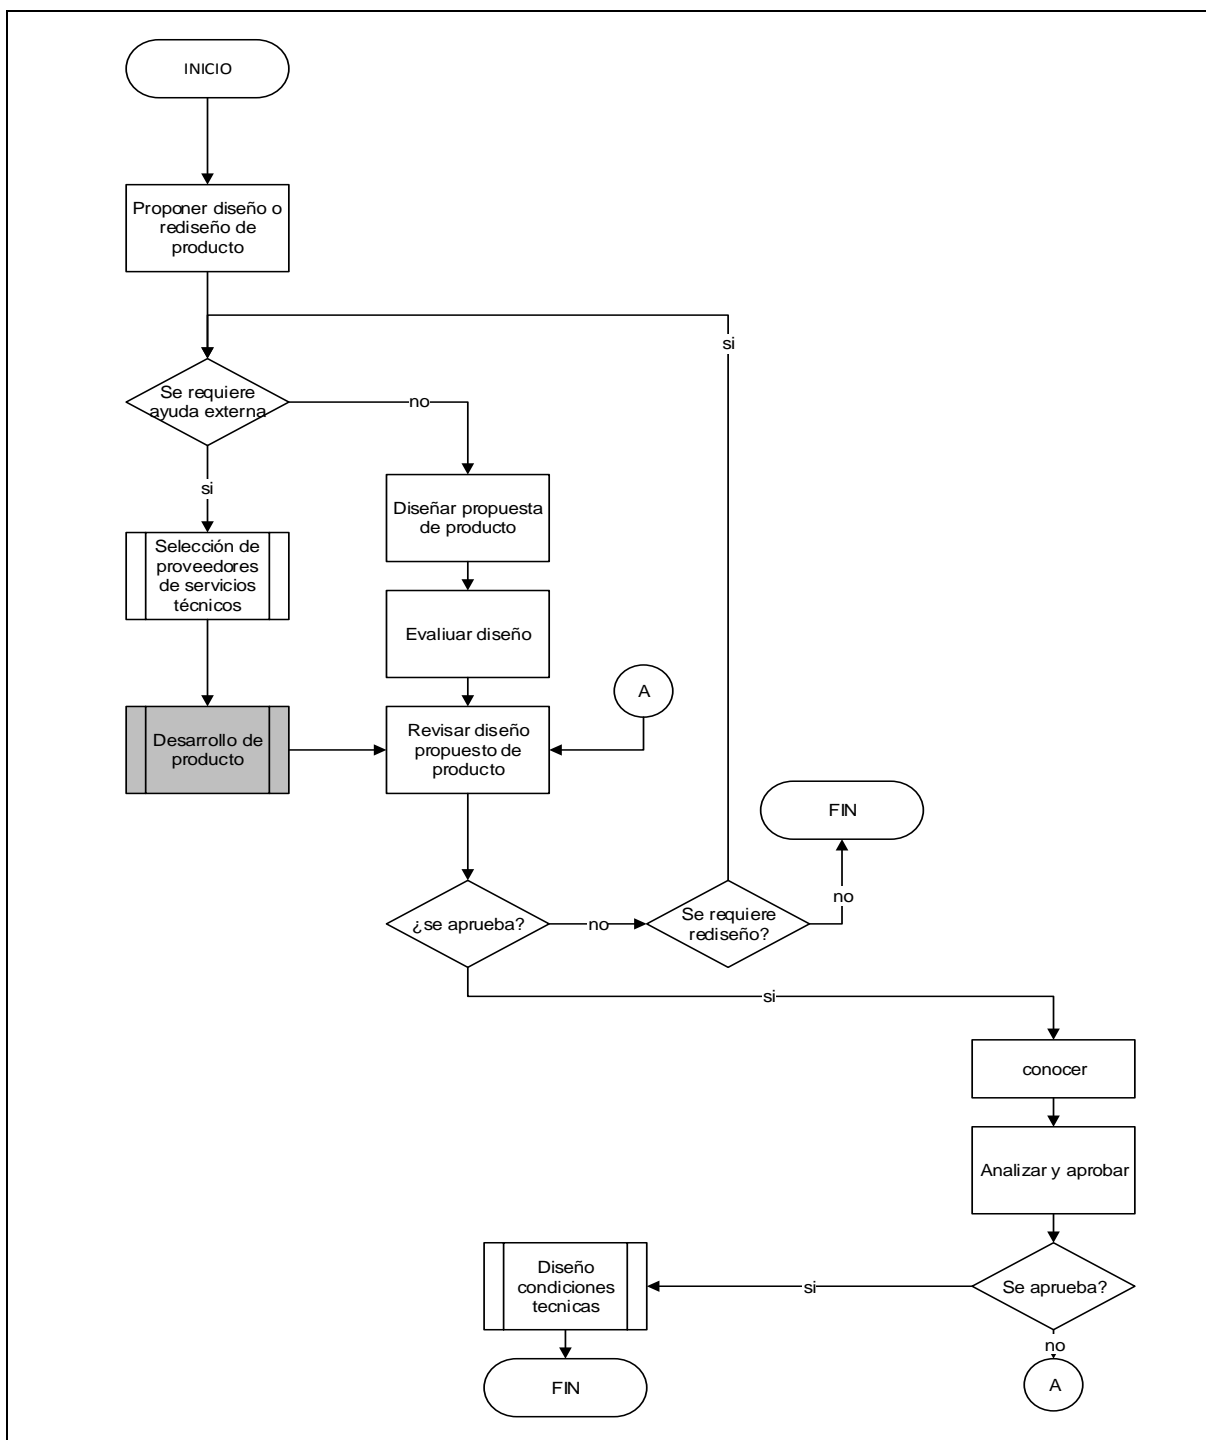 INICIO
Proponer diseño o
rediseño de
producto
si
Se requiere
ayuda externa
no
si
Diseñar propuesta
de producto
Selección de
proveedores
de servicios
técnicos
Evaliuar diseño
A
Desarrollo de
producto
Revisar diseño
propuesto de
producto
FIN
no
¿se aprueba?
no
Se requiere
rediseño?
si
conocer
Analizar y aprobar
Diseño
condiciones
tecnicas
si
Se aprueba?
no
FIN
A